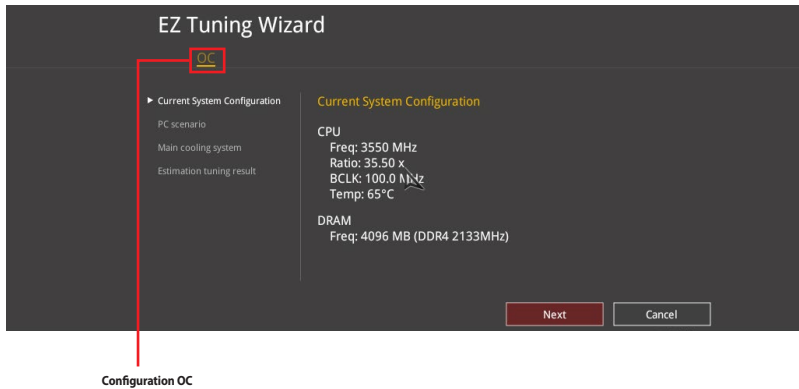 EZ Tuning Wizard
OC
Current System Configuration
PC scenario
Main cooling system
Estimation tuning result
Current System Configuration
CPU
Freq: 3550 MHz
Ratio: 35.50 x
BCLK: 100.0 MHz
Temp: 65°C
DRAM
Freq: 4096 MB (DDR4 2133MHz)
Next
Cancel
Configuration OC